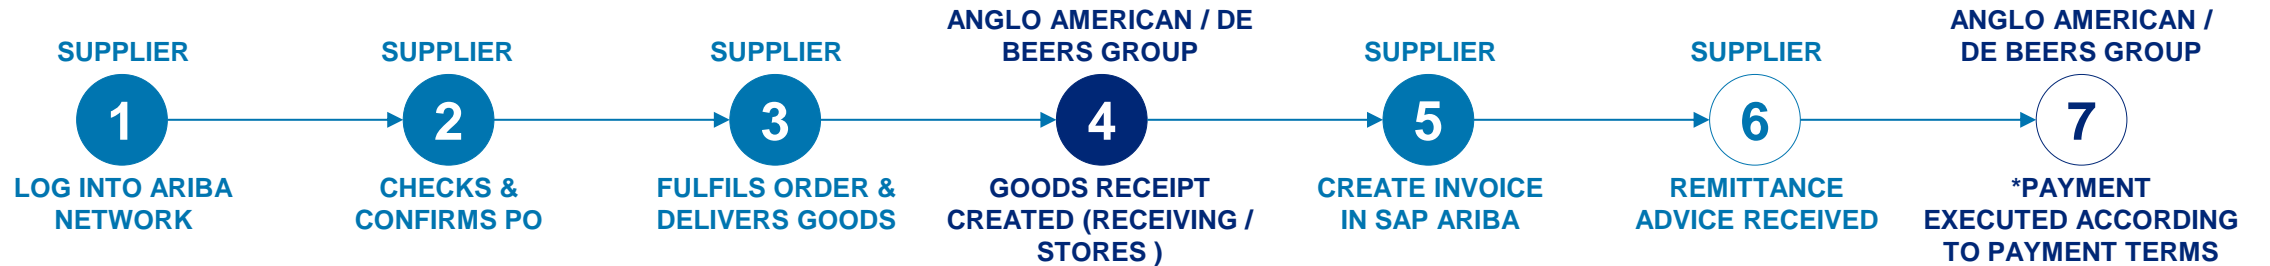 SUPPLIER
1
LOG INTO ARIBA
NETWORK
SUPPLIER
2
CHECKS &
CONFIRMS PO
SUPPLIER
3
FULFILS ORDER &
DELIVERS GOODS
ANGLO AMERICAN / DE
BEERS GROUP
4
GOODS RECEIPT
CREATED (RECEIVING /
STORES )
SUPPLIER
5
CREATE INVOICE
IN SAP ARIBA
SUPPLIER
6
REMITTANCE
ADVICE RECEIVED
ANGLO AMERICAN /
DE BEERS GROUP
7
*PAYMENT
EXECUTED ACCORDING
TO PAYMENT TERMS